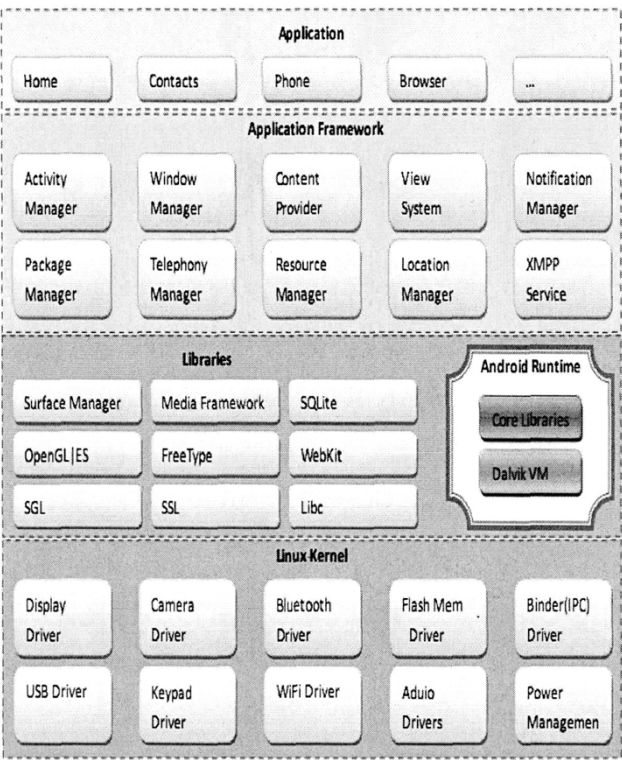 Application
Home
Contacts
Phone
Browser
...
Application Framework
Activity
Manager
Window
Manager
Content
Provider
View
System
Notification
Manager
Package
Manager
Telephony
Manager
Resource
Manager
Location
Manager
XMPP
Service
Libraries
Surface Manager
Media Framework
SQLite
OpenGL|ES
FreeType
WebKit
SGL
SSL
Libc
Android Runtime
Core Libraries
Dalvik VM
Linux Kernel
Display
Driver
Camera
Driver
Bluetooth
Driver
Flash Mem
Driver
Binder(IPC)
Driver
USB Driver
Keypad
Driver
WiFi Driver
Aduio
Drivers
Power
Managemen